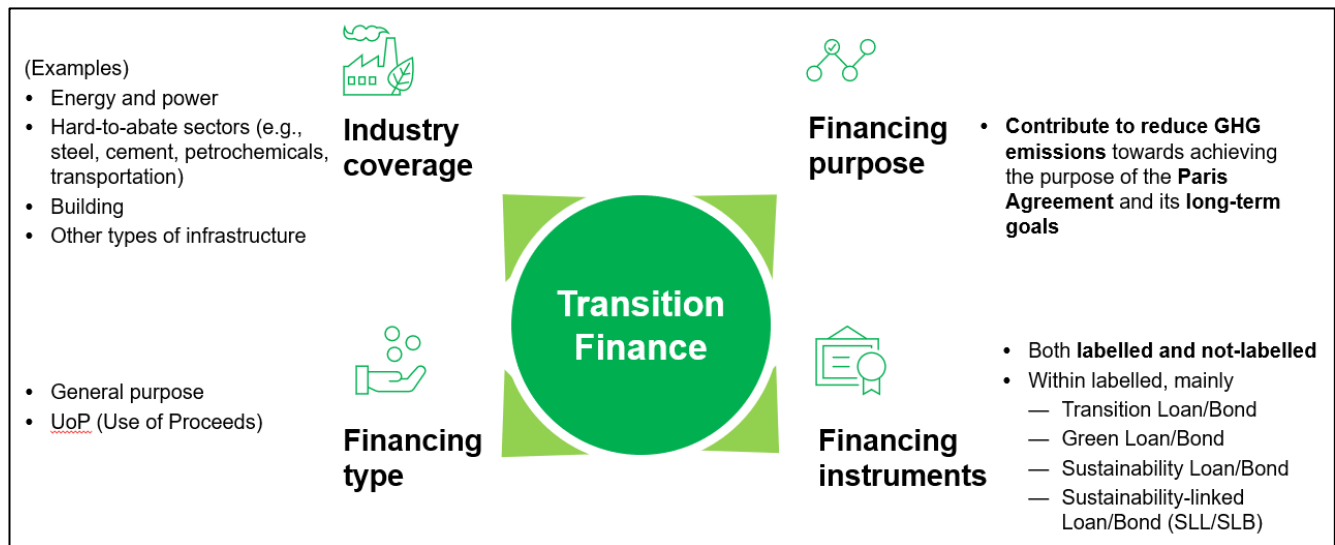 (Examples)
• Energy and power
• Hard-to-abate sectors (e.g.,
steel, cement, petrochemicals,
transportation)
• Building
• Other types of infrastructure
Industry
coverage
Financing
purpose
• Contribute to reduce GHG
emissions towards achieving
the purpose of the Paris
Agreement and its long-term
goals
Transition
Finance
• General purpose
• UoP (Use of Proceeds)
Financing
type
Financing
instruments
• Both labelled and not-labelled
• Within labelled, mainly
— Transition Loan/Bond
— Green Loan/Bond
— Sustainability Loan/Bond
— Sustainability-linked
Loan/Bond (SLL/SLB)